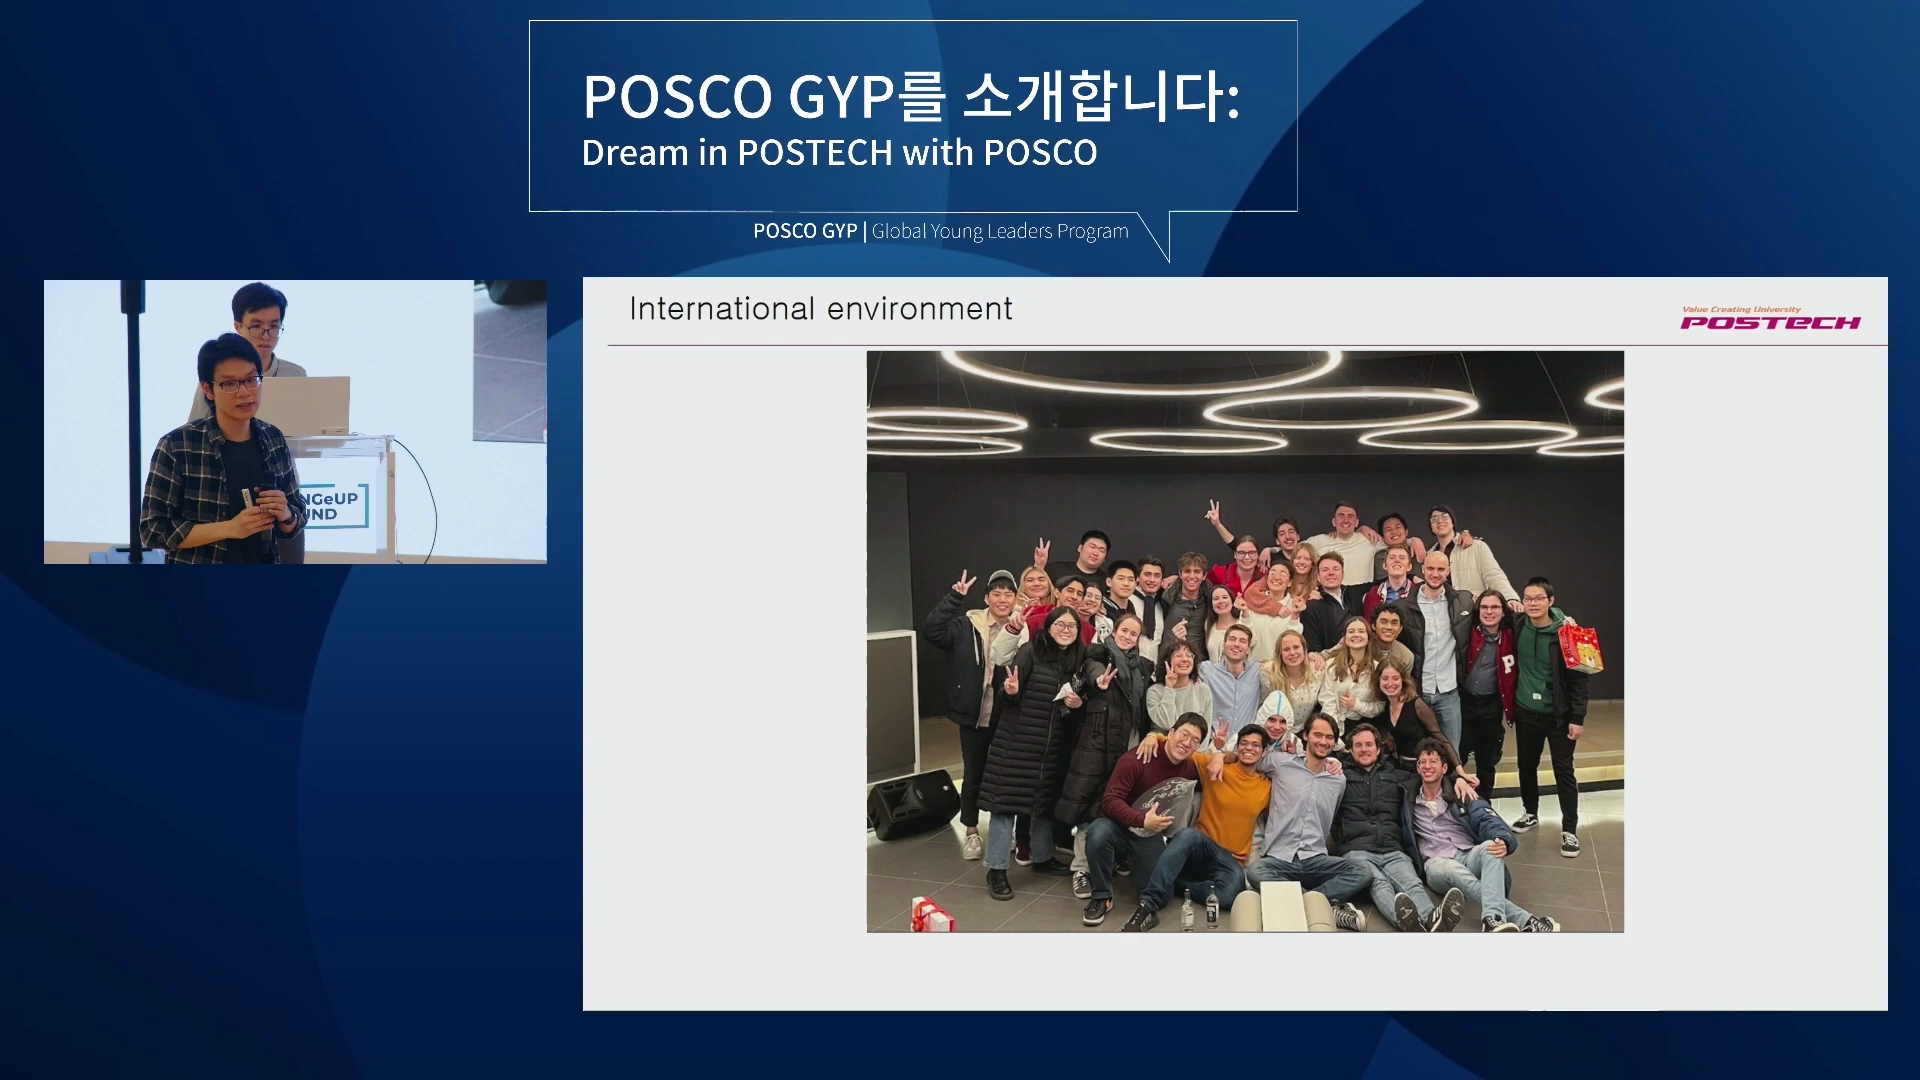 POSCO GYP를 소개합니다:
Dream in POSTECH with POSCO
POSCO GYP | Global Young Leaders Program
International environment
Value Creating University
POSTECH
NGeUP
UND
P